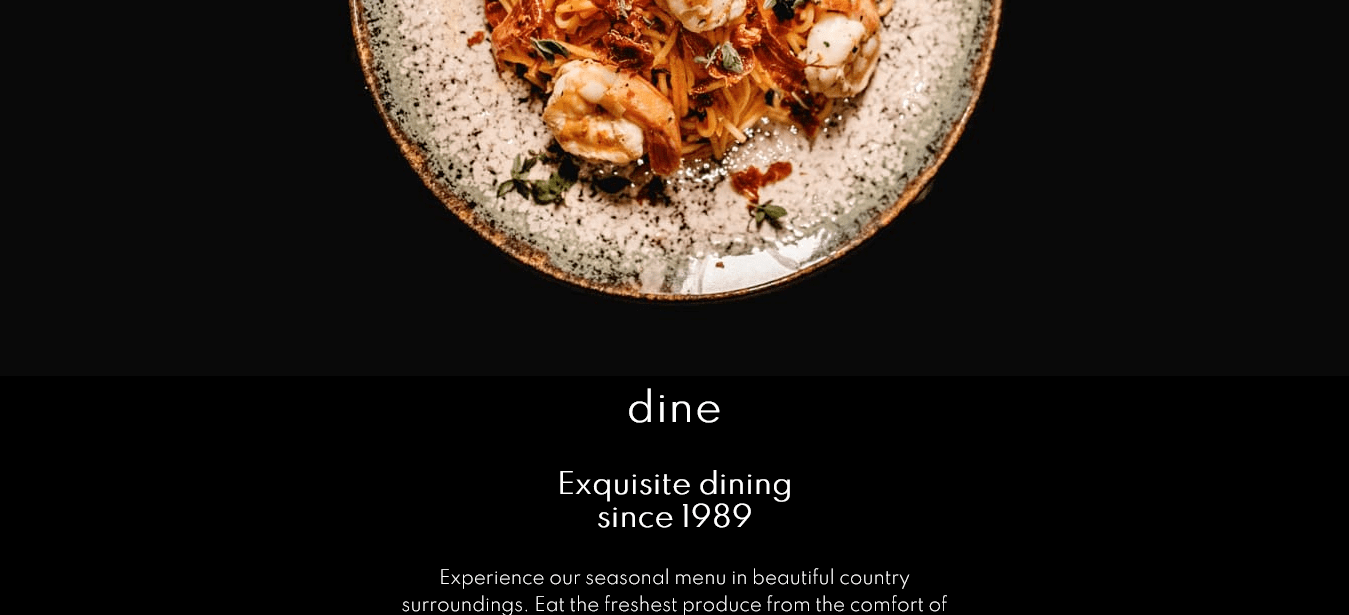 dine
Exquisite dining
since 1989
Experience our seasonal menu in beautiful country
surroundings. Eat the freshest produce from the comfort of